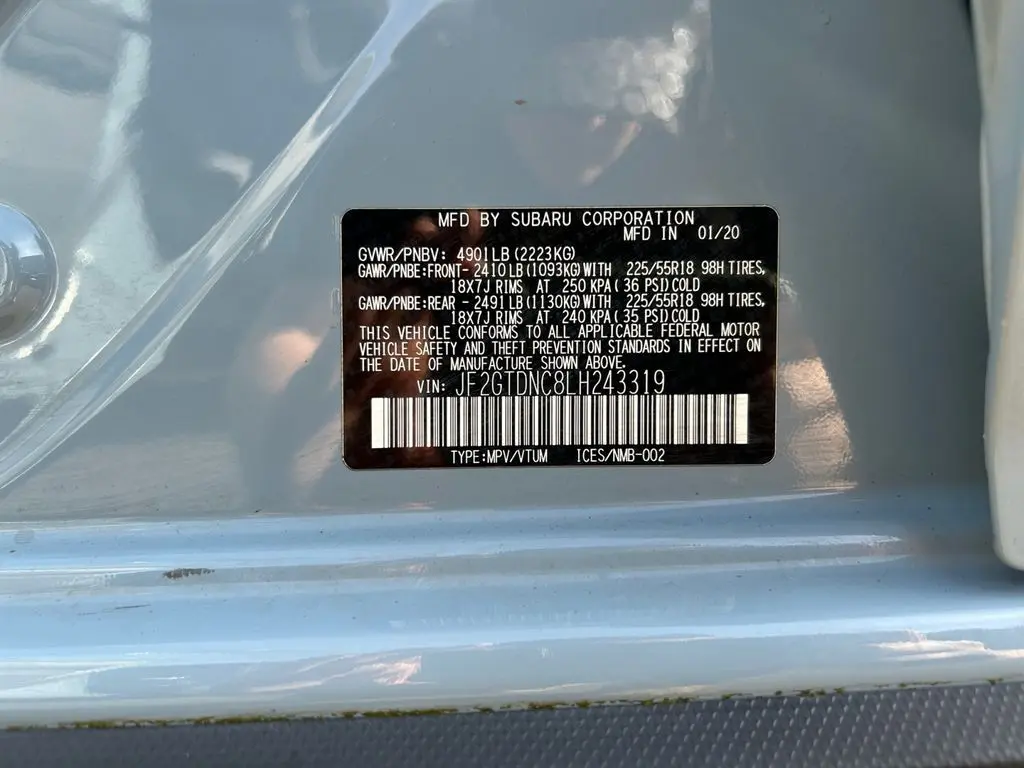 MFD BY SUBARU CORPORATION
MFD IN 01/20
GVWR/PNBV: 4901LB(2223KG)
GAWR/PNBE:FRONT- 2410LB(1093KG)WITH 225/55R18 98H TIRES,
18X7J RIMS AT 250 KPA( 36 PSI)COLD
GAWR/PNBE:REAR - 2491LB(1130KG)WITH 225/55R18 98H TIRES,
18X7J RIMS AT 240 KPA( 35 PSI)COLD
THIS VEHICLE CONFORMS TO ALL APPLICABLE FEDERAL MOTOR
VEHICLE SAFETY AND THEFT PREVENTION STANDARDS IN EFFECT ON
THE DATE OF MANUFACTURE SHOWN ABOVE.
VIN: JF2GTDNC8LH243319
TYPE:MPV/VTUM ICES/NMB-002